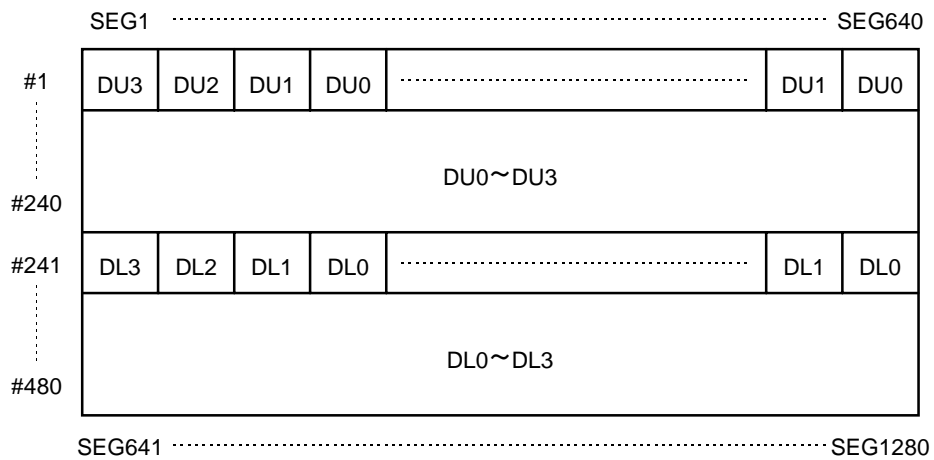 SEG1 SEG640
#1 DU3 DU2 DU1 DU0 DU1 DU0
DU0~DU3
#240
#241 DL3 DL2 DL1 DL0 DL1 DL0
DL0~DL3
#480
SEG641 SEG1280